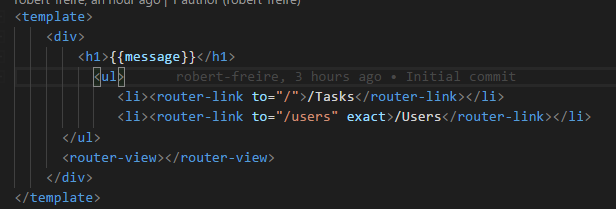 robert-freire, an hour ago | 1 author (robert-freire)
<template>
<div>
<h1>{{message}}</h1>
<ul> robert-freire, 3 hours ago • Initial commit
<li><router-link to="/">/Tasks</router-link></li>
<li><router-link to="/users" exact>/Users</router-link></li>
</ul>
<router-view></router-view>
</div>
</template>